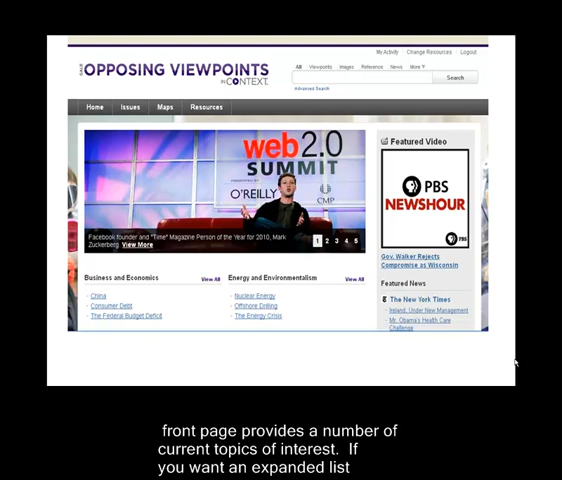 My Activity Change Resources Logout
GALE OPPOSING VIEWPOINTS
IN CONTEXT
All Viewpoints Images Reference News More
Search
Advanced Search
Home Issues Maps Resources
web 2.0
SUMMIT
O'REILLY CMP
Facebook founder and "Time" Magazine Person of the Year for 2010, Mark
Zuckerberg View More
1 2 3 4 5
Featured Video
PBS
NEWSHOUR
PBS
Gov. Walker Rejects
Compromise as Wisconsin
Business and Economics View All
China
Consumer Debt
The Federal Budget Deficit
Energy and Environmentalism View All
Nuclear Energy
Offshore Drilling
The Energy Crisis
Featured News
The New York Times
Ireland, Under New Management
Mr. Obama's Health Care
Challenge
front page provides a number of
current topics of interest. If
you want an expanded list